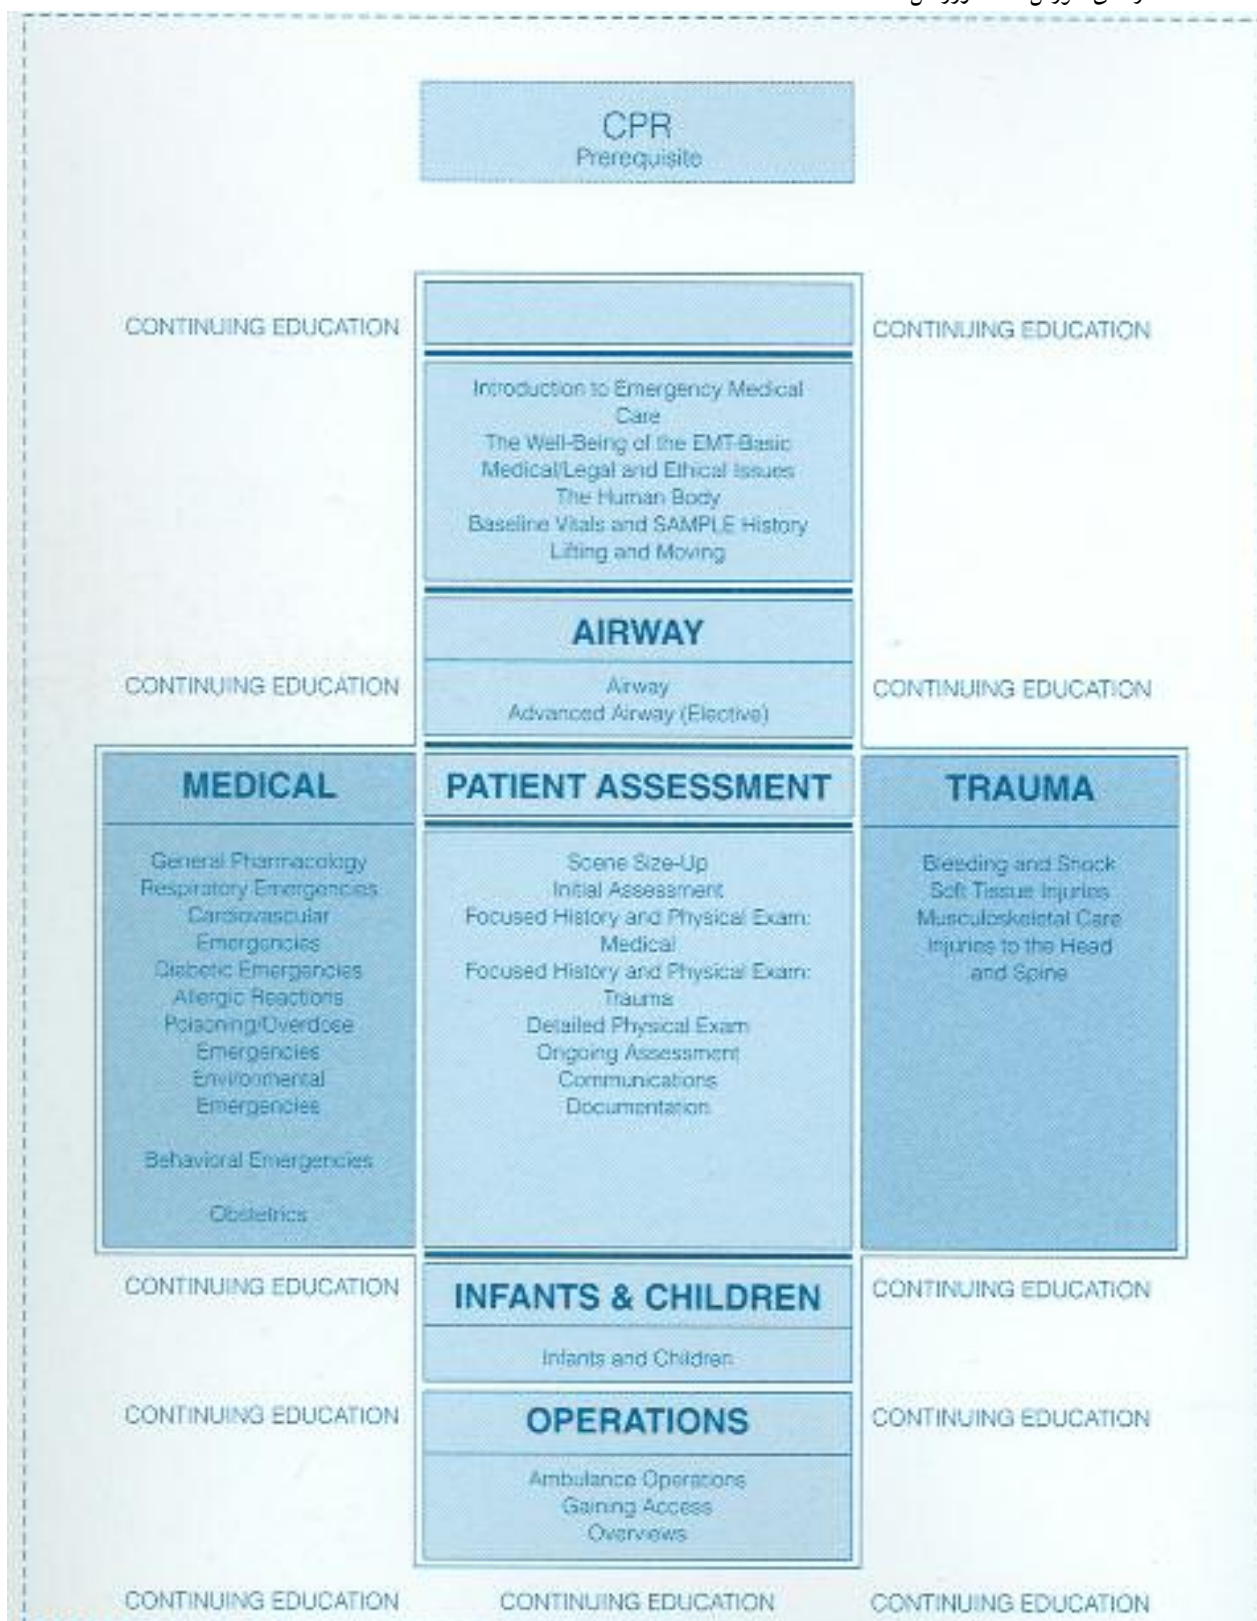 CPR
Prerequisite
CONTINUING EDUCATION
CONTINUING EDUCATION
Introduction to Emergency Medical
Care
The Well-Being of the EMT-Basic
Medical/Legal and Ethical Issues
The Human Body
Baseline Vitals and SAMPLE History
Lifting and Moving
AIRWAY
CONTINUING EDUCATION
Airway
Advanced Airway (Elective)
CONTINUING EDUCATION
MEDICAL
General Pharmacology
Respiratory Emergencies
Cardiovascular
Emergencies
Diabetic Emergencies
Allergic Reactions
Poisoning/Overdose
Emergencies
Environmental
Emergencies
Behavioral Emergencies
Obstetrics
PATIENT ASSESSMENT
Scene Size-Up
Initial Assessment
Focused History and Physical Exam:
Medical
Focused History and Physical Exam:
Trauma
Detailed Physical Exam
Ongoing Assessment
Communications
Documentation
TRAUMA
Bleeding and Shock
Soft Tissue Injuries
Musculoskeletal Care
Injuries to the Head
and Spine
CONTINUING EDUCATION
INFANTS & CHILDREN
CONTINUING EDUCATION
Infants and Children
CONTINUING EDUCATION
OPERATIONS
CONTINUING EDUCATION
Ambulance Operations
Gaining Access
Overviews
CONTINUING EDUCATION
CONTINUING EDUCATION
CONTINUING EDUCATION